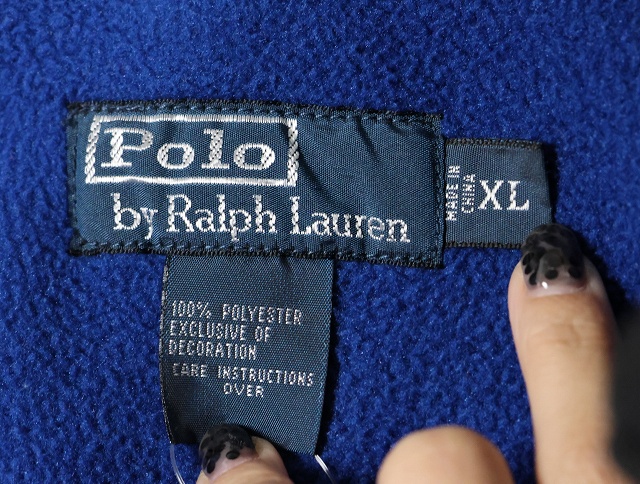 Polo
by Ralph Lauren
MADE IN
CHINA
XL
100% POLYESTER
EXCLUSIVE OF
DECORATION
CARE INSTRUCTIONS
OVER